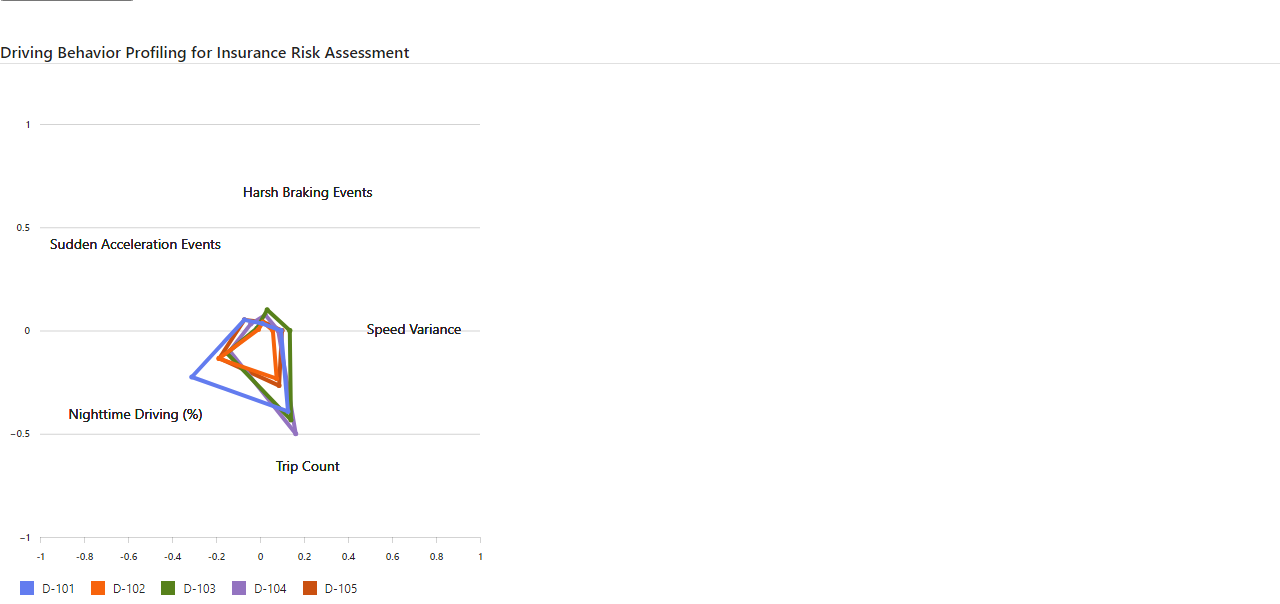 Driving Behavior Profiling for Insurance Risk Assessment
1
Harsh Braking Events
0.5
Sudden Acceleration Events
0
Speed Variance
Nighttime Driving (%)
−0.5
Trip Count
−1
-1 -0.8 -0.6 -0.4 -0.2 0 0.2 0.4 0.6 0.8 1
D-101 D-102 D-103 D-104 D-105